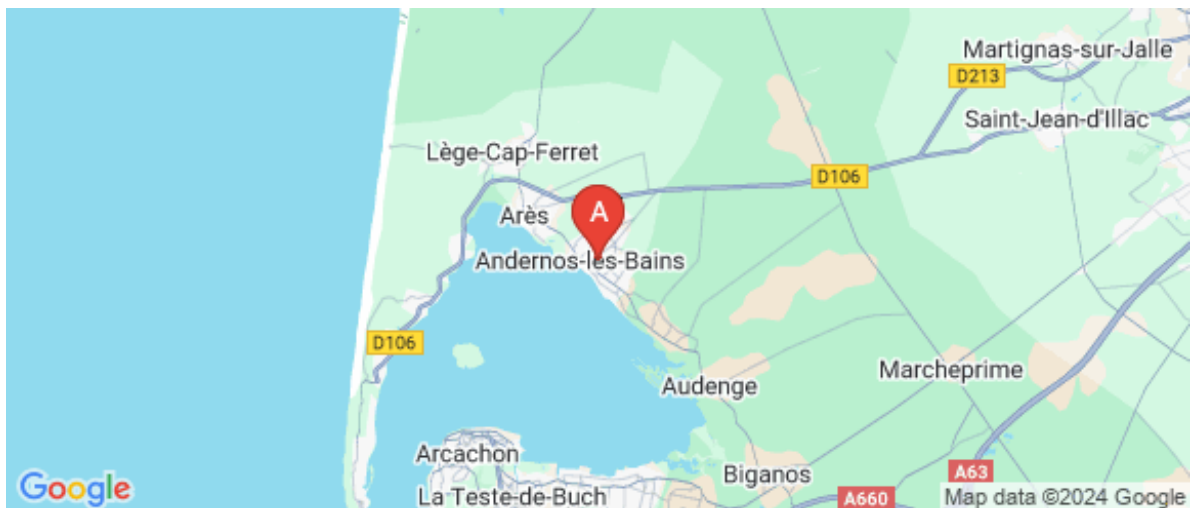 Martignas-sur-Jalle
D213
Saint-Jean-d'Illac
Lège-Cap-Ferret
D106
A
Arès
Andernos-les-Bains
D106
Marcheprime
Audenge
Arcachon
Biganos
A63
La Teste-de-Buch
A660
Google
Map data ©2024 Google